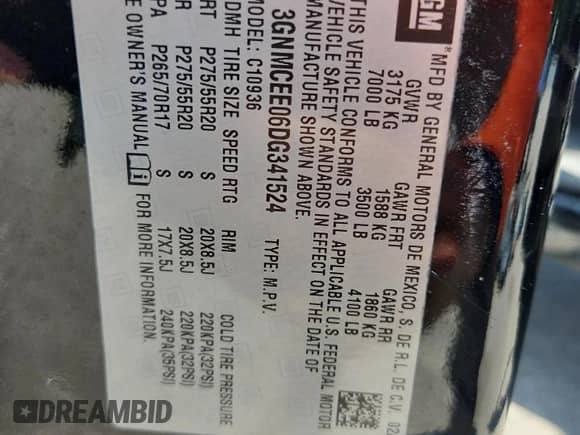 GM® MFD BY GENERAL MOTORS DE MEXICO, S. DE R.L. DE C.V. 02
GVWR GAWR FRT GAWR RR
3175 KG 1588 KG 1860 KG
7000 LB 3500 LB 4100 LB
THIS VEHICLE CONFORMS TO ALL APPLICABLE U.S. FEDERAL MOTOR
VEHICLE SAFETY STANDARDS IN EFFECT ON THE DATE OF
MANUFACTURE SHOWN ABOVE.
3GNMCEE06DG341524 TYPE: M.P.V.
MODEL: C10936
DMH TIRE SIZE SPEED RTG RIM COLD TIRE PRESSURE
RT P275/55R20 S 20X8.5J 220KPA(32PSI)
R P275/55R20 S 20X8.5J 220KPA(32PSI)
PA P265/70R17 S 17X7.5J 240KPA(35PSI)
E OWNER'S MANUAL FOR MORE INFORMATION.
DREAMBID